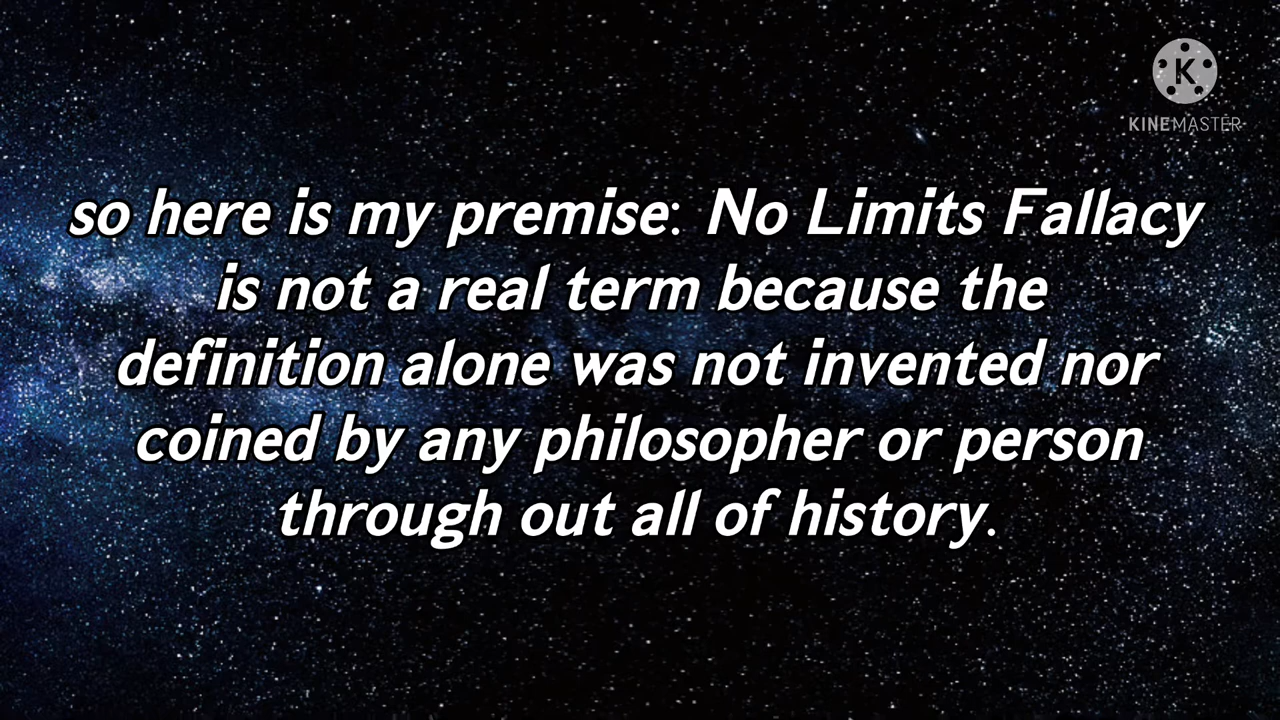 KINEMASTER
so here is my premise: No Limits Fallacy
is not a real term because the
definition alone was not invented nor
coined by any philosopher or person
through out all of history.